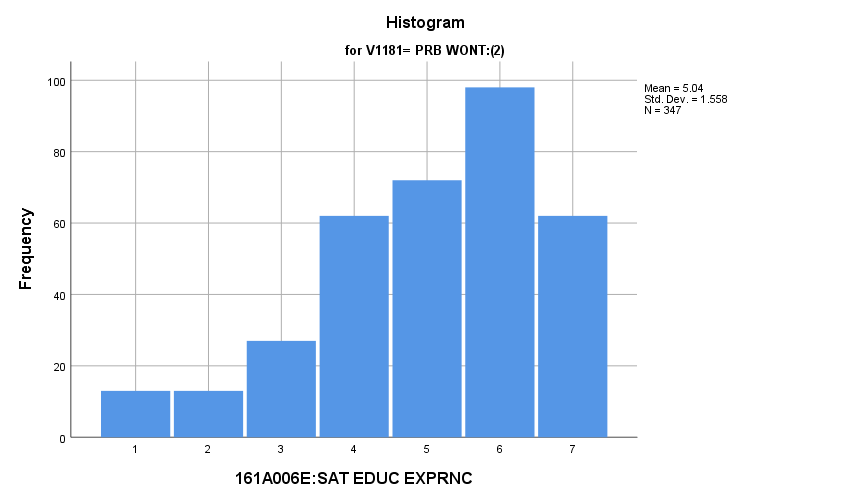 Histogram
for V1181= PRB WONT:(2)
Mean = 5.04
Std. Dev. = 1.558
N = 347
Frequency
100
80
60
40
20
0
1 2 3 4 5 6 7
161A006E:SAT EDUC EXPRNC